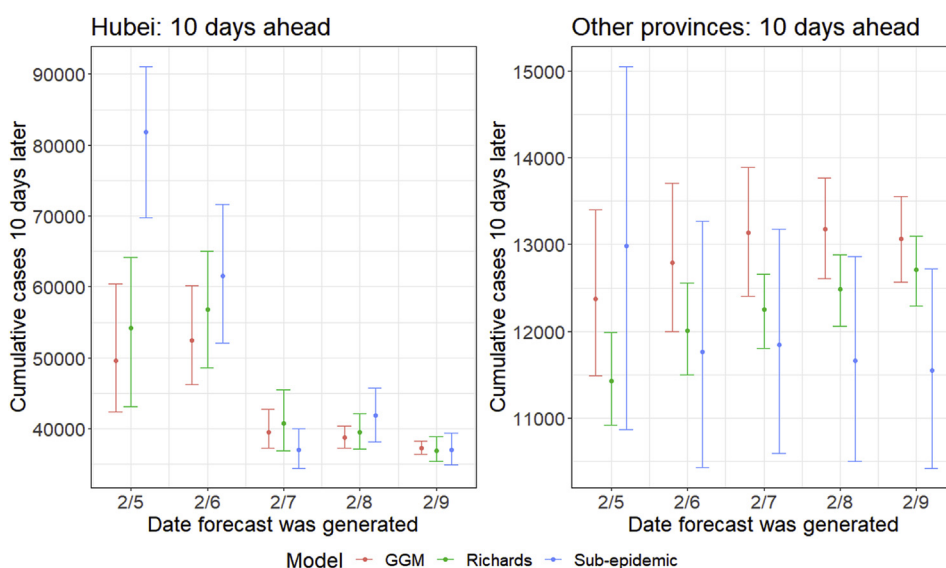 Hubei: 10 days ahead
Cumulative cases 10 days later
90000
80000
70000
60000
50000
40000
2/5 2/6 2/7 2/8 2/9
Date forecast was generated
Other provinces: 10 days ahead
Cumulative cases 10 days later
15000
14000
13000
12000
11000
2/5 2/6 2/7 2/8 2/9
Date forecast was generated
Model GGM Richards Sub-epidemic